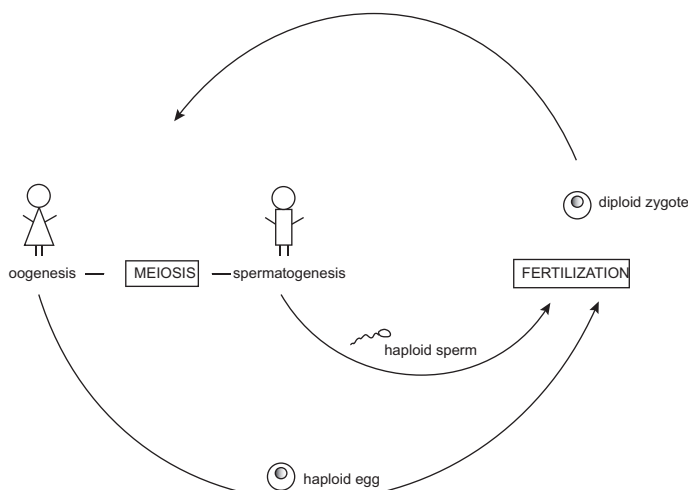 diploid zygote
oogenesis
MEIOSIS
spermatogenesis
FERTILIZATION
haploid sperm
haploid egg